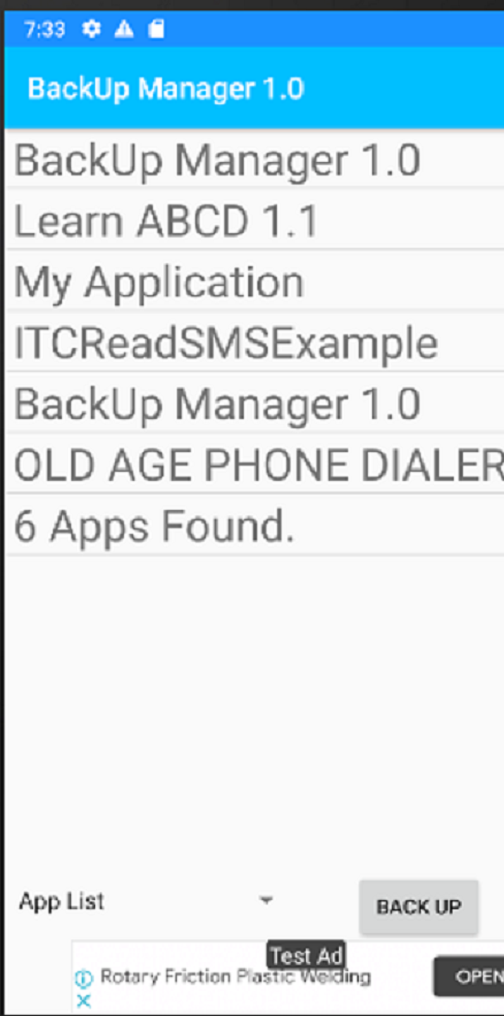 7:33
BackUp Manager 1.0
BackUp Manager 1.0
Learn ABCD 1.1
My Application
ITCReadSMSExample
BackUp Manager 1.0
OLD AGE PHONE DIALER
6 Apps Found.
App List
BACK UP
Test Ad
Rotary Friction Plastic Welding
OPEN